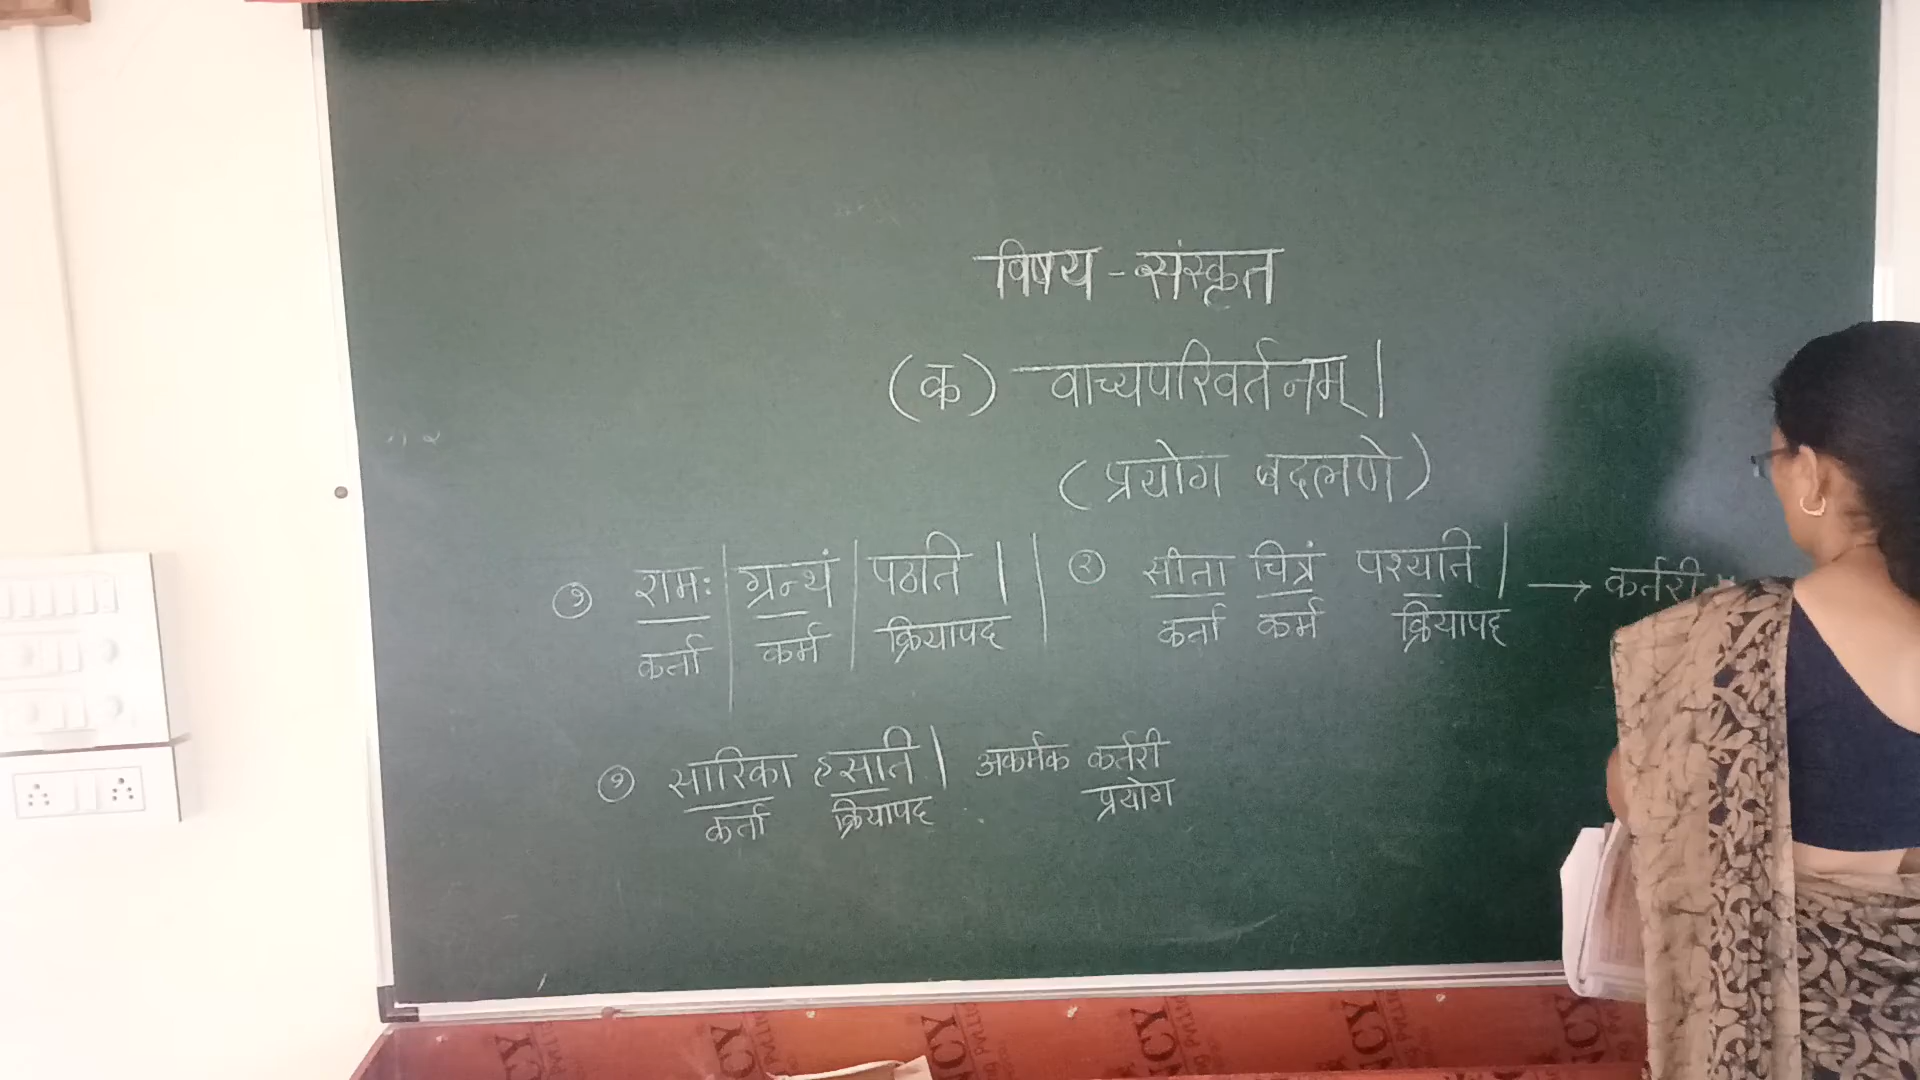 विषय - संस्कृत
(क) वाच्यपरिवर्तनम् |
(प्रयोग बदलणे)
१ रामः | ग्रन्थं | पठति | | २ सीता चित्रं पश्यति | → कर्तरी
कर्ता | कर्म | क्रियापद | कर्ता कर्म क्रियापद
१ सारिका हसति | अकर्मक कर्तरी
कर्ता क्रियापद प्रयोग